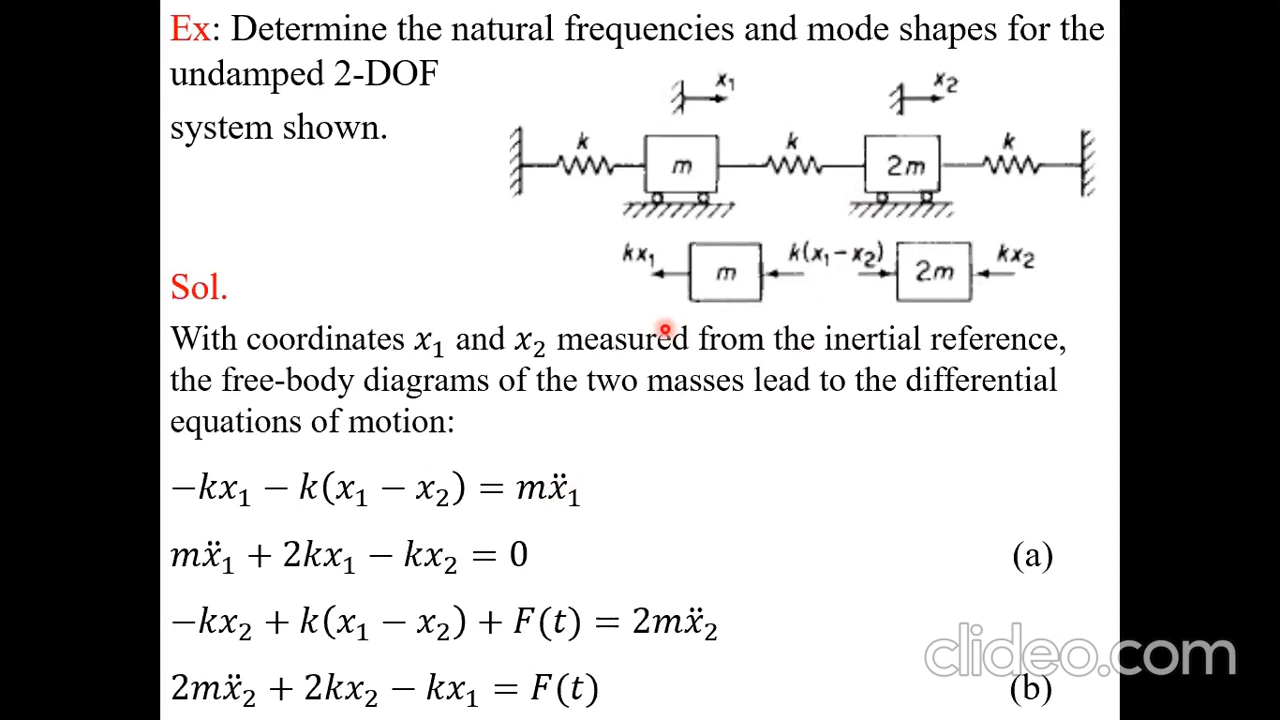 Ex: Determine the natural frequencies and mode shapes for the
undamped 2-DOF
system shown.
x₁ x₂
k k k
m 2m
kx₁ m k(x₁−x₂) 2m kx₂
Sol.
With coordinates 𝑥₁ and 𝑥₂ measured from the inertial reference,
the free-body diagrams of the two masses lead to the differential
equations of motion:
−𝑘𝑥₁ − 𝑘(𝑥₁ − 𝑥₂) = 𝑚𝑥̈₁
𝑚𝑥̈₁ + 2𝑘𝑥₁ − 𝑘𝑥₂ = 0 (a)
−𝑘𝑥₂ + 𝑘(𝑥₁ − 𝑥₂) + 𝐹(𝑡) = 2𝑚𝑥̈₂
2𝑚𝑥̈₂ + 2𝑘𝑥₂ − 𝑘𝑥₁ = 𝐹(𝑡) (b)
clideo.com